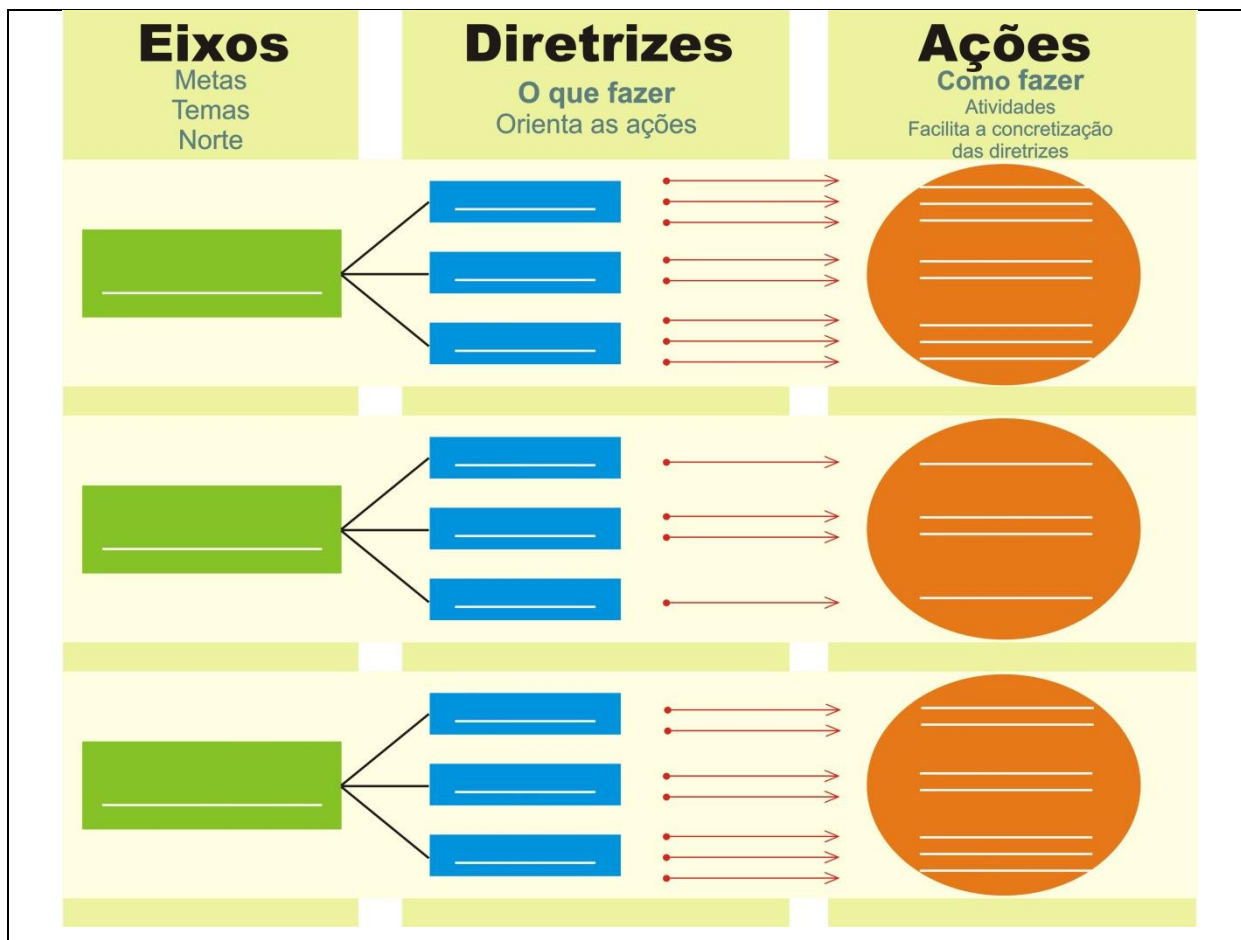 Eixos
Metas
Temas
Norte
Diretrizes
O que fazer
Orienta as ações
Ações
Como fazer
Atividades
Facilita a concretização
das diretrizes